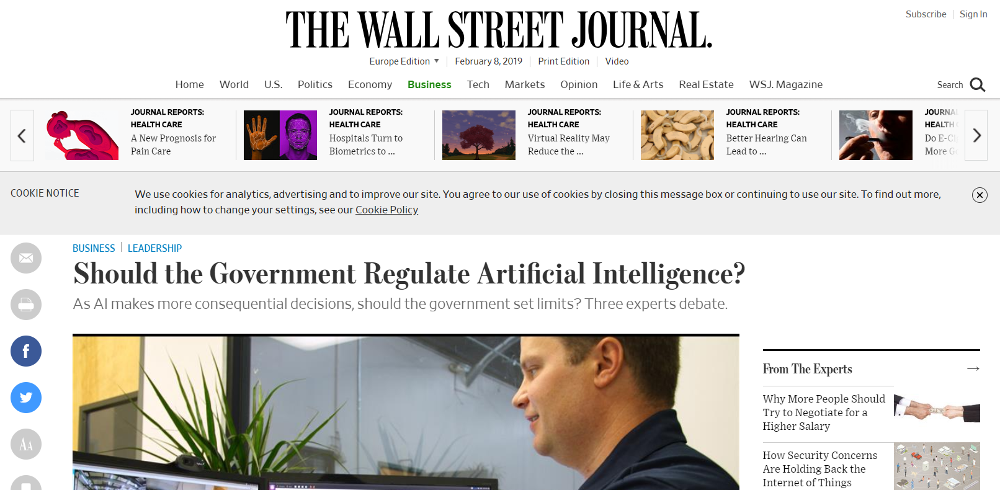 Subscribe
Sign In
THE WALL STREET JOURNAL.
Europe Edition
February 8, 2019
Print Edition
Video
Home World U.S. Politics Economy Business Tech Markets Opinion Life & Arts Real Estate WSJ. Magazine
Search
JOURNAL REPORTS:
HEALTH CARE
A New Prognosis for
Pain Care
JOURNAL REPORTS:
HEALTH CARE
Hospitals Turn to
Biometrics to ...
JOURNAL REPORTS:
HEALTH CARE
Virtual Reality May
Reduce the ...
JOURNAL REPORTS:
HEALTH CARE
Better Hearing Can
Lead to ...
Do
More
COOKIE NOTICE
We use cookies for analytics, advertising and to improve our site. You agree to our use of cookies by closing this message box or continuing to use our site. To find out more,
including how to change your settings, see our Cookie Policy
BUSINESS | LEADERSHIP
Should the Government Regulate Artificial Intelligence?
As AI makes more consequential decisions, should the government set limits? Three experts debate.
f
AA
From The Experts →
Why More People Should
Try to Negotiate for a
Higher Salary
How Security Concerns
Are Holding Back the
Internet of Things